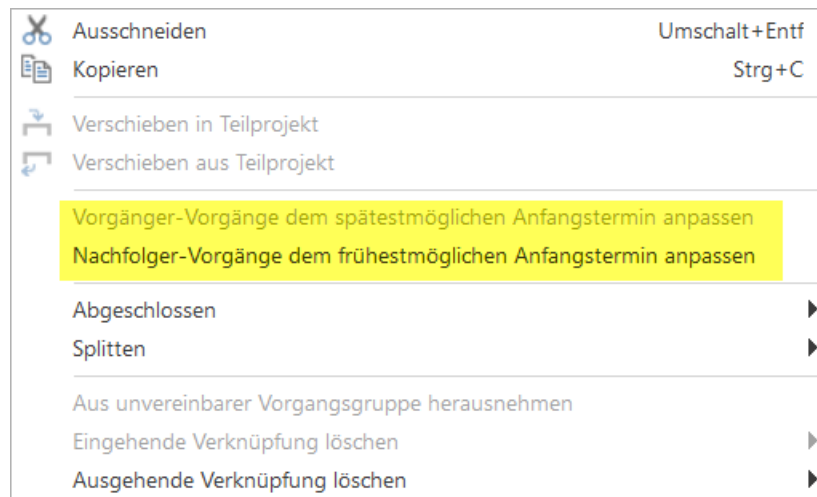 Ausschneiden Umschalt+Entf
Kopieren Strg+C
Verschieben in Teilprojekt
Verschieben aus Teilprojekt
Vorgänger-Vorgänge dem spätestmöglichen Anfangstermin anpassen
Nachfolger-Vorgänge dem frühestmöglichen Anfangstermin anpassen
Abgeschlossen
Splitten
Aus unvereinbarer Vorgangsgruppe herausnehmen
Eingehende Verknüpfung löschen
Ausgehende Verknüpfung löschen